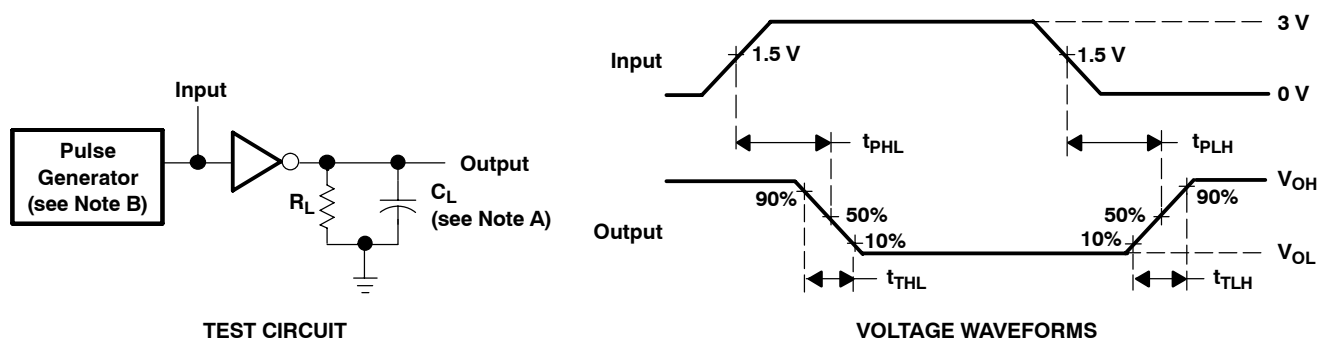 Input
Pulse
Generator
(see Note B)
RL
CL
(see Note A)
Output
TEST CIRCUIT
Input
1.5 V
1.5 V
3 V
0 V
tPHL
tPLH
Output
90%
50%
10%
50%
10%
90%
VOH
VOL
tTHL
tTLH
VOLTAGE WAVEFORMS